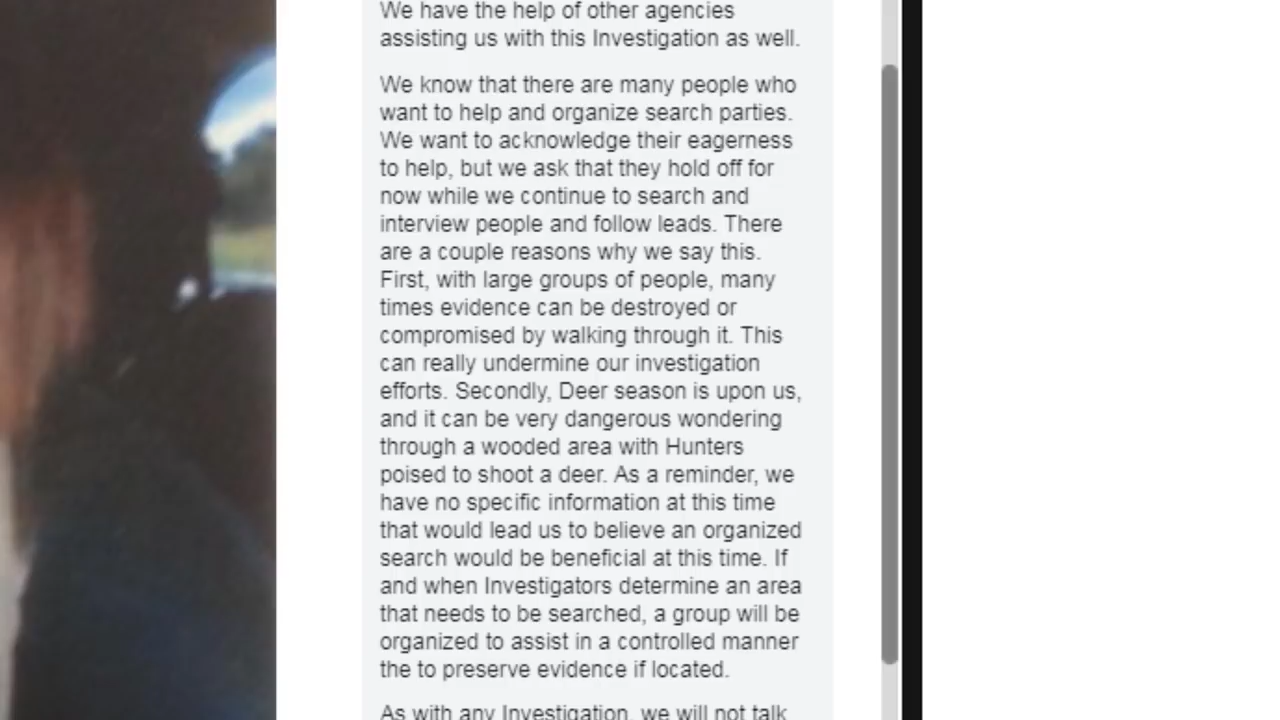 We have the help of other agencies
assisting us with this Investigation as well.
We know that there are many people who
want to help and organize search parties.
We want to acknowledge their eagerness
to help, but we ask that they hold off for
now while we continue to search and
interview people and follow leads. There
are a couple reasons why we say this.
First, with large groups of people, many
times evidence can be destroyed or
compromised by walking through it. This
can really undermine our investigation
efforts. Secondly, Deer season is upon us,
and it can be very dangerous wondering
through a wooded area with Hunters
poised to shoot a deer. As a reminder, we
have no specific information at this time
that would lead us to believe an organized
search would be beneficial at this time. If
and when Investigators determine an area
that needs to be searched, a group will be
organized to assist in a controlled manner
the to preserve evidence if located.
As with any Investigation, we will not talk